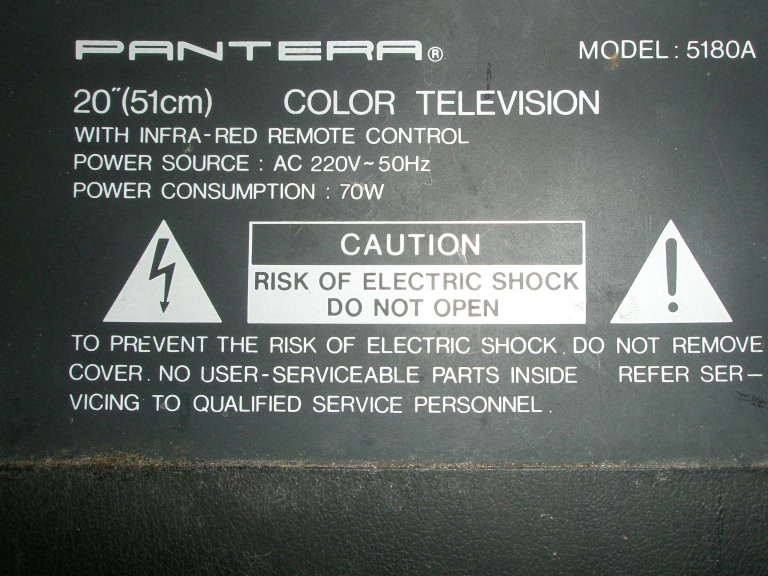 PANTERA® MODEL: 5180A
20"(51cm) COLOR TELEVISION
WITH INFRA-RED REMOTE CONTROL
POWER SOURCE : AC 220V~50Hz
POWER CONSUMPTION : 70W
CAUTION
RISK OF ELECTRIC SHOCK
DO NOT OPEN
TO PREVENT THE RISK OF ELECTRIC SHOCK. DO NOT REMOVE
COVER. NO USER-SERVICEABLE PARTS INSIDE REFER SER-
VICING TO QUALIFIED SERVICE PERSONNEL.